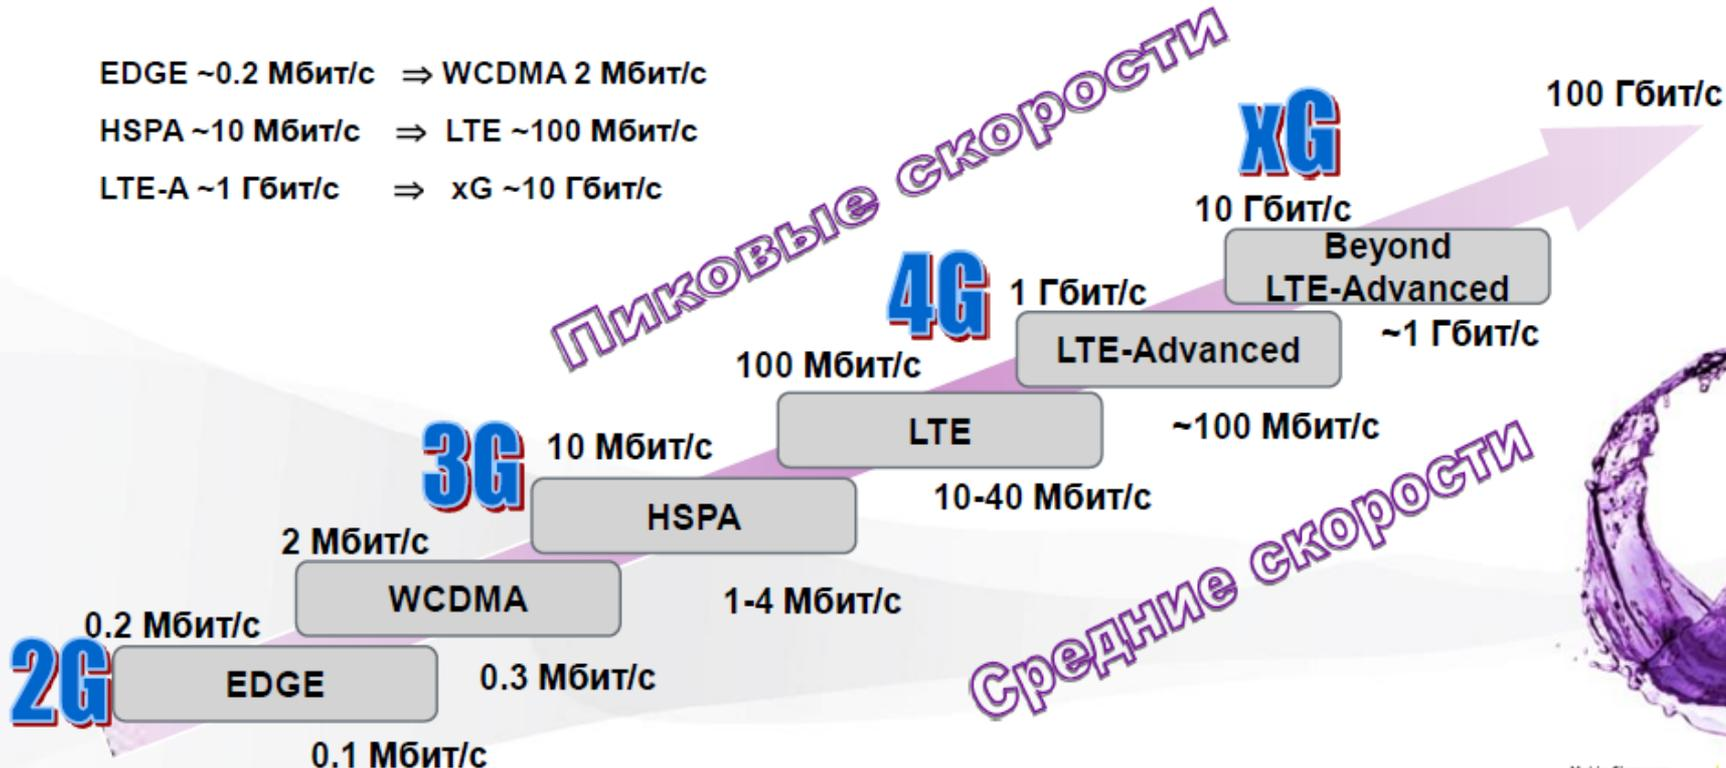 EDGE ~0.2 Мбит/с ⇒ WCDMA 2 Мбит/с
HSPA ~10 Мбит/с ⇒ LTE ~100 Мбит/с
LTE-A ~1 Гбит/с ⇒ xG ~10 Гбит/с
Пиковые скорости
100 Гбит/с
xG
10 Гбит/с
Beyond
LTE-Advanced
~1 Гбит/с
4G
1 Гбит/с
LTE-Advanced
~100 Мбит/с
100 Мбит/с
LTE
10-40 Мбит/с
3G
10 Мбит/с
HSPA
1-4 Мбит/с
2 Мбит/с
WCDMA
0.3 Мбит/с
0.2 Мбит/с
2G
EDGE
0.1 Мбит/с
Средние скорости